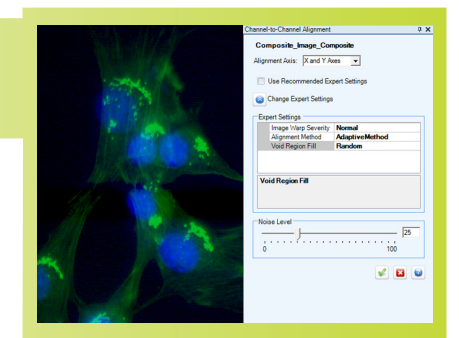 Channel-to-Channel Alignment
Composite_Image_Composite
Alignment Axis: X and Y Axes
Use Recommended Expert Settings
Change Expert Settings
Expert Settings
Image Warp Severity Normal
Alignment Method AdaptiveMethod
Void Region Fill Random
Void Region Fill
Noise Level
25
0 100